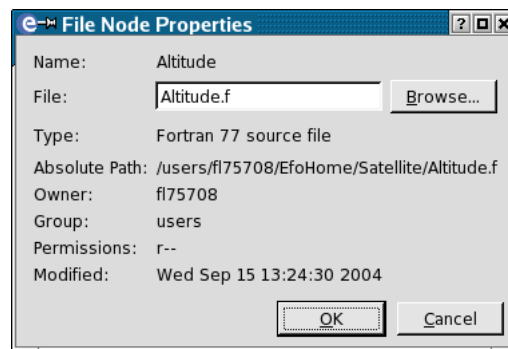 File Node Properties
Name: Altitude
File: Altitude.f Browse...
Type: Fortran 77 source file
Absolute Path: /users/fl75708/EfoHome/Satellite/Altitude.f
Owner: fl75708
Group: users
Permissions: r--
Modified: Wed Sep 15 13:24:30 2004
OK Cancel